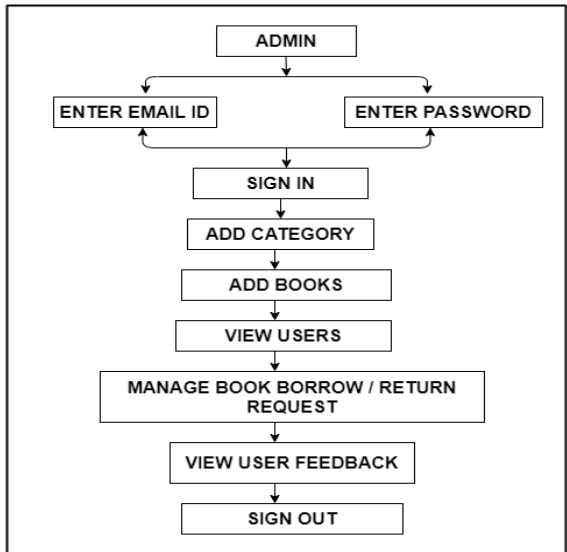 ADMIN
ENTER EMAIL ID
ENTER PASSWORD
SIGN IN
ADD CATEGORY
ADD BOOKS
VIEW USERS
MANAGE BOOK BORROW / RETURN
REQUEST
VIEW USER FEEDBACK
SIGN OUT